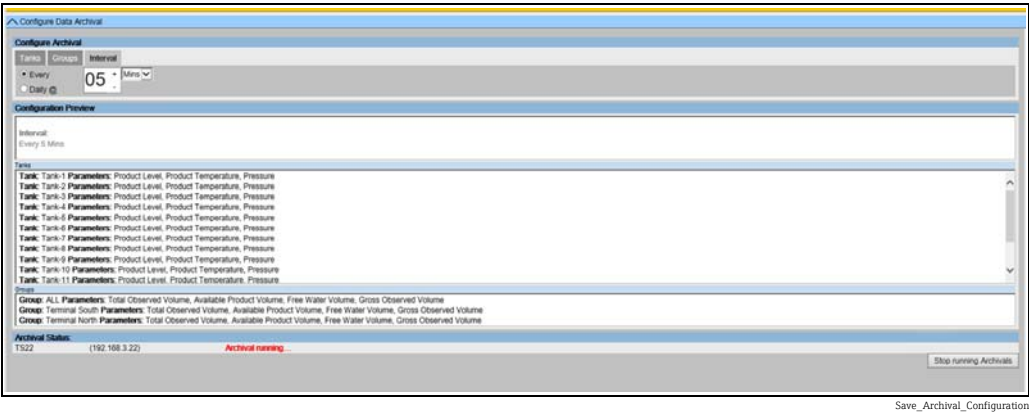 Configure Data Archival
Configure Archival
Tanks Groups Interval
Every
Daily @
05
Mins
Configuration Preview
Interval:
Every 5 Mins
Tanks
Tank: Tank-1 Parameters: Product Level, Product Temperature, Pressure
Tank: Tank-2 Parameters: Product Level, Product Temperature, Pressure
Tank: Tank-3 Parameters: Product Level, Product Temperature, Pressure
Tank: Tank-4 Parameters: Product Level, Product Temperature, Pressure
Tank: Tank-5 Parameters: Product Level, Product Temperature, Pressure
Tank: Tank-6 Parameters: Product Level, Product Temperature, Pressure
Tank: Tank-7 Parameters: Product Level, Product Temperature, Pressure
Tank: Tank-8 Parameters: Product Level, Product Temperature, Pressure
Tank: Tank-9 Parameters: Product Level, Product Temperature, Pressure
Tank: Tank-10 Parameters: Product Level, Product Temperature, Pressure
Tank: Tank-11 Parameters: Product Level, Product Temperature, Pressure
Groups
Group: ALL Parameters: Total Observed Volume, Available Product Volume, Free Water Volume, Gross Observed Volume
Group: Terminal South Parameters: Total Observed Volume, Available Product Volume, Free Water Volume, Gross Observed Volume
Group: Terminal North Parameters: Total Observed Volume, Available Product Volume, Free Water Volume, Gross Observed Volume
Archival Status:
TS22 (192.168.3.22) Archival running...
Stop running Archivals
Save_Archival_Configuration